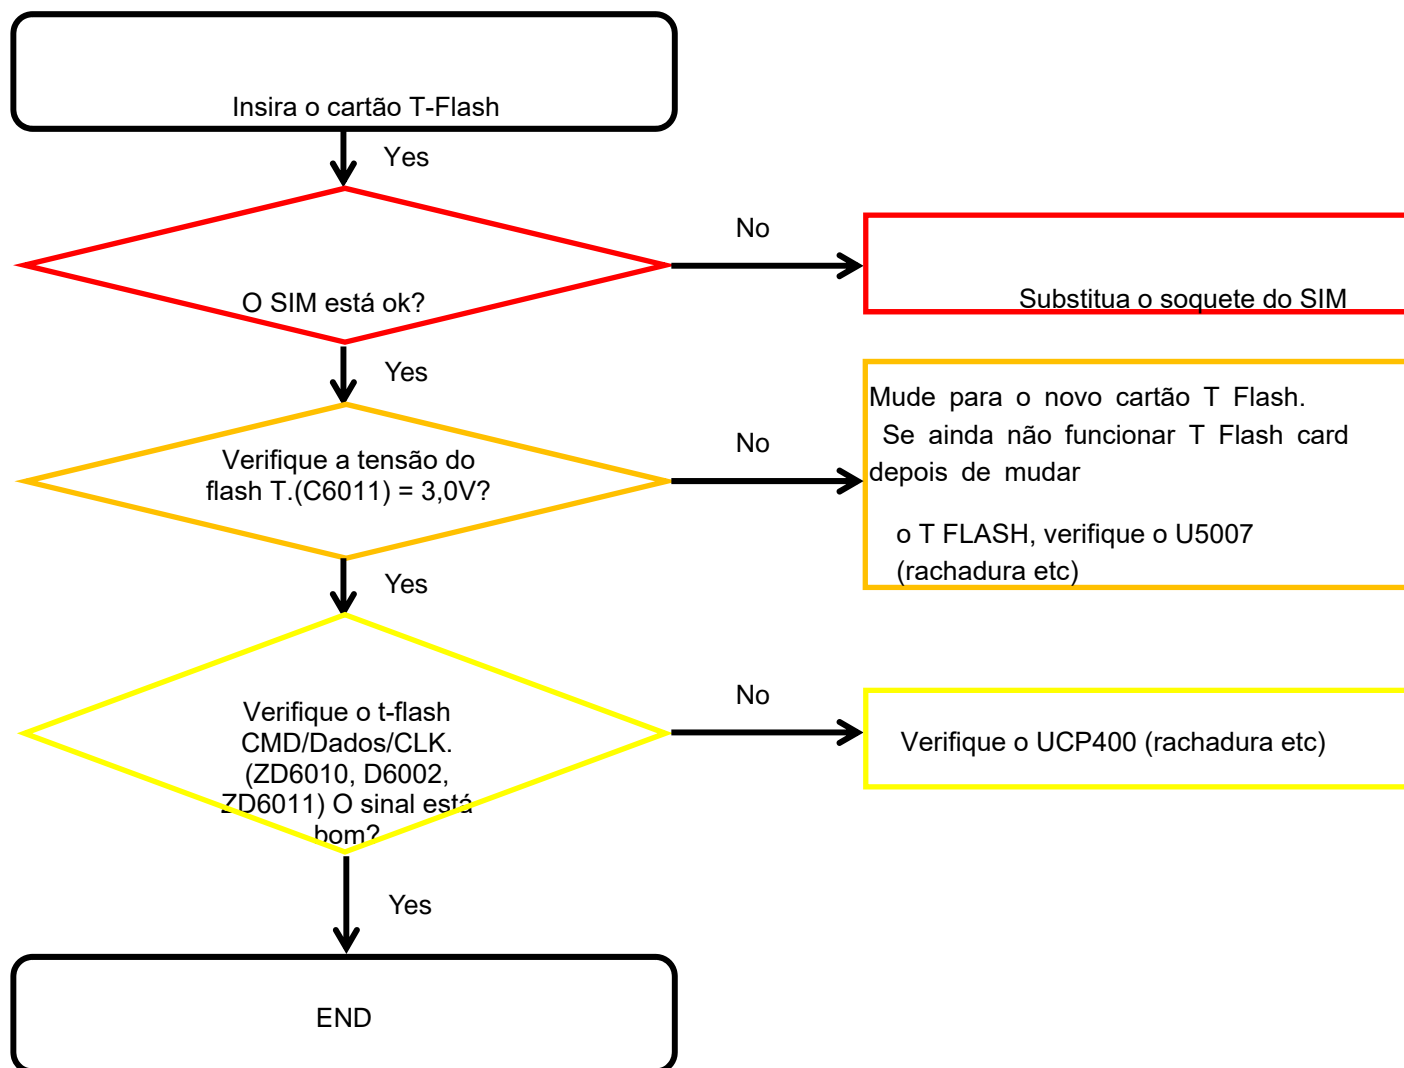 Insira o cartão T-Flash
Yes
No
O SIM está ok?
Substitua o soquete do SIM
Yes
No
Verifique a tensão do
flash T.(C6011) = 3,0V?
Mude para o novo cartão T Flash.
Se ainda não funcionar T Flash card
depois de mudar
o T FLASH, verifique o U5007
(rachadura etc)
Yes
No
Verifique o t-flash
CMD/Dados/CLK.
(ZD6010, D6002,
ZD6011) O sinal está
bom?
Verifique o UCP400 (rachadura etc)
Yes
END